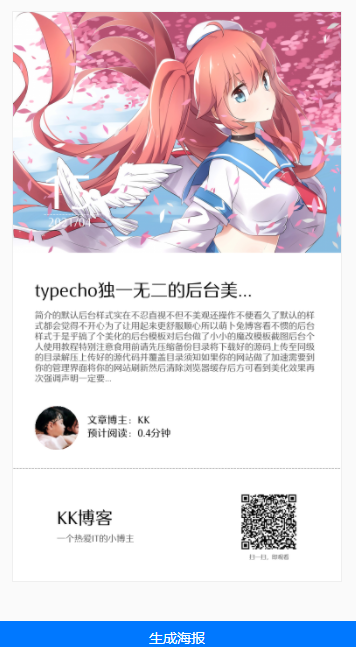 2021/04
typecho独一无二的后台美...
简介的默认后台样式实在不忍直视不但不美观还操作不便看久了默认的样
式都会觉得不开心为了让用起来更舒服顺心所以萌卜兔博客看不惯的后台
样式于是乎搞了个美化的后台模板对后台做了小小的魔改模板截图后台个
人使用教程特别注意食用前请先压缩备份目录将下载好的源码上传至同级
的目录解压上传好的源代码并覆盖目录须知如果你的网站做了加速需要到
你的管理界面将你的网站刷新然后清除浏览器缓存后方可看到美化效果再
次强调声明一定要...
文章博主：KK
预计阅读：0.4分钟
KK博客
一个热爱IT的小博主
扫一扫，瞅瞅看
生成海报